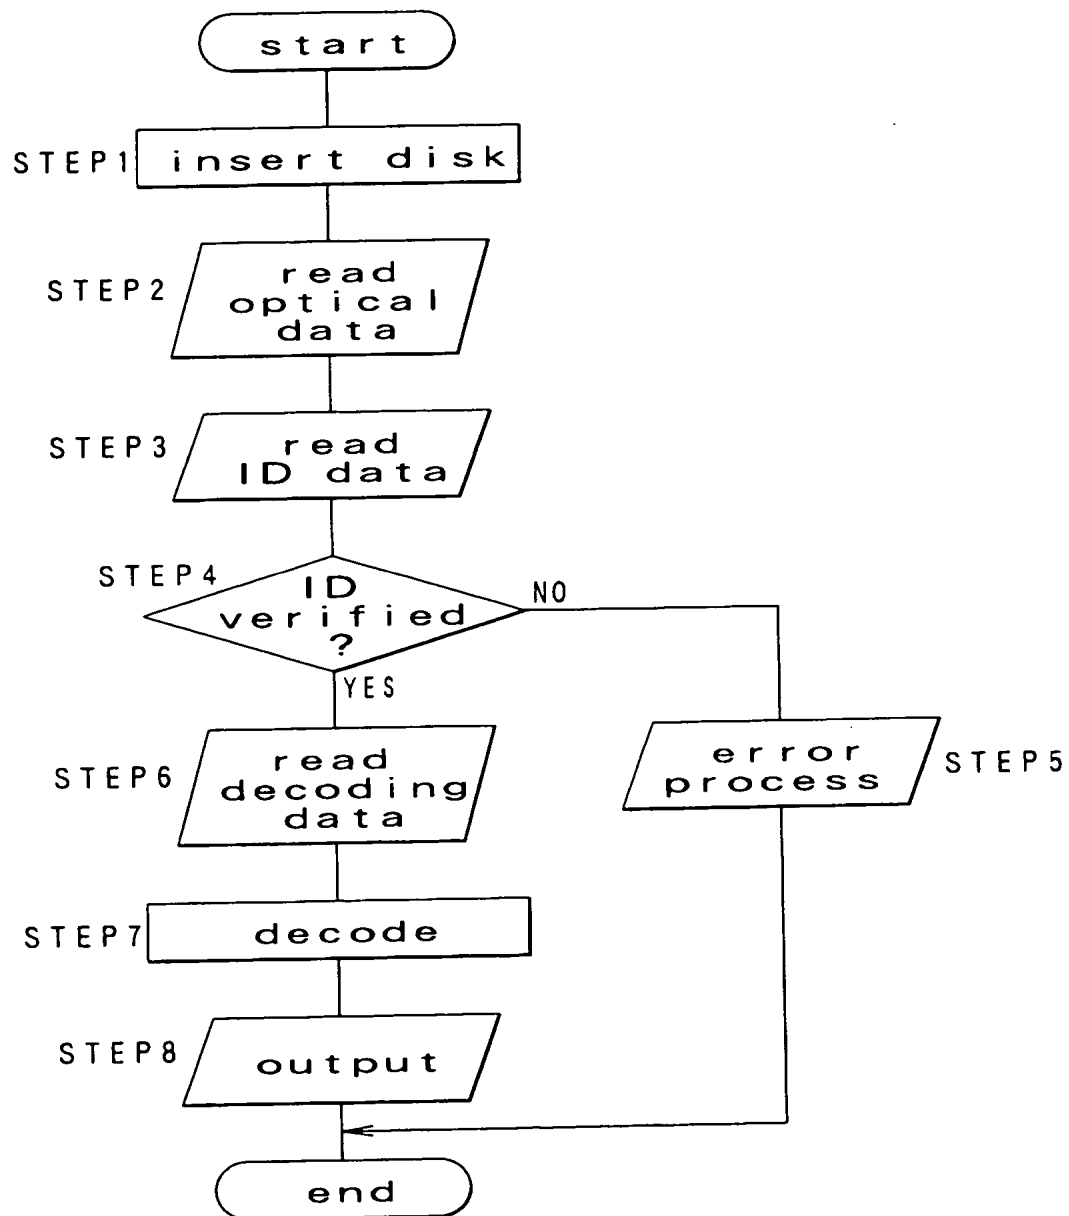 start
STEP1 insert disk
STEP2
read
optical
data
STEP3
read
ID data
STEP4
ID
verified
?
NO
YES
STEP6
read
decoding
data
error
process
STEP5
STEP7 decode
STEP8 output
end